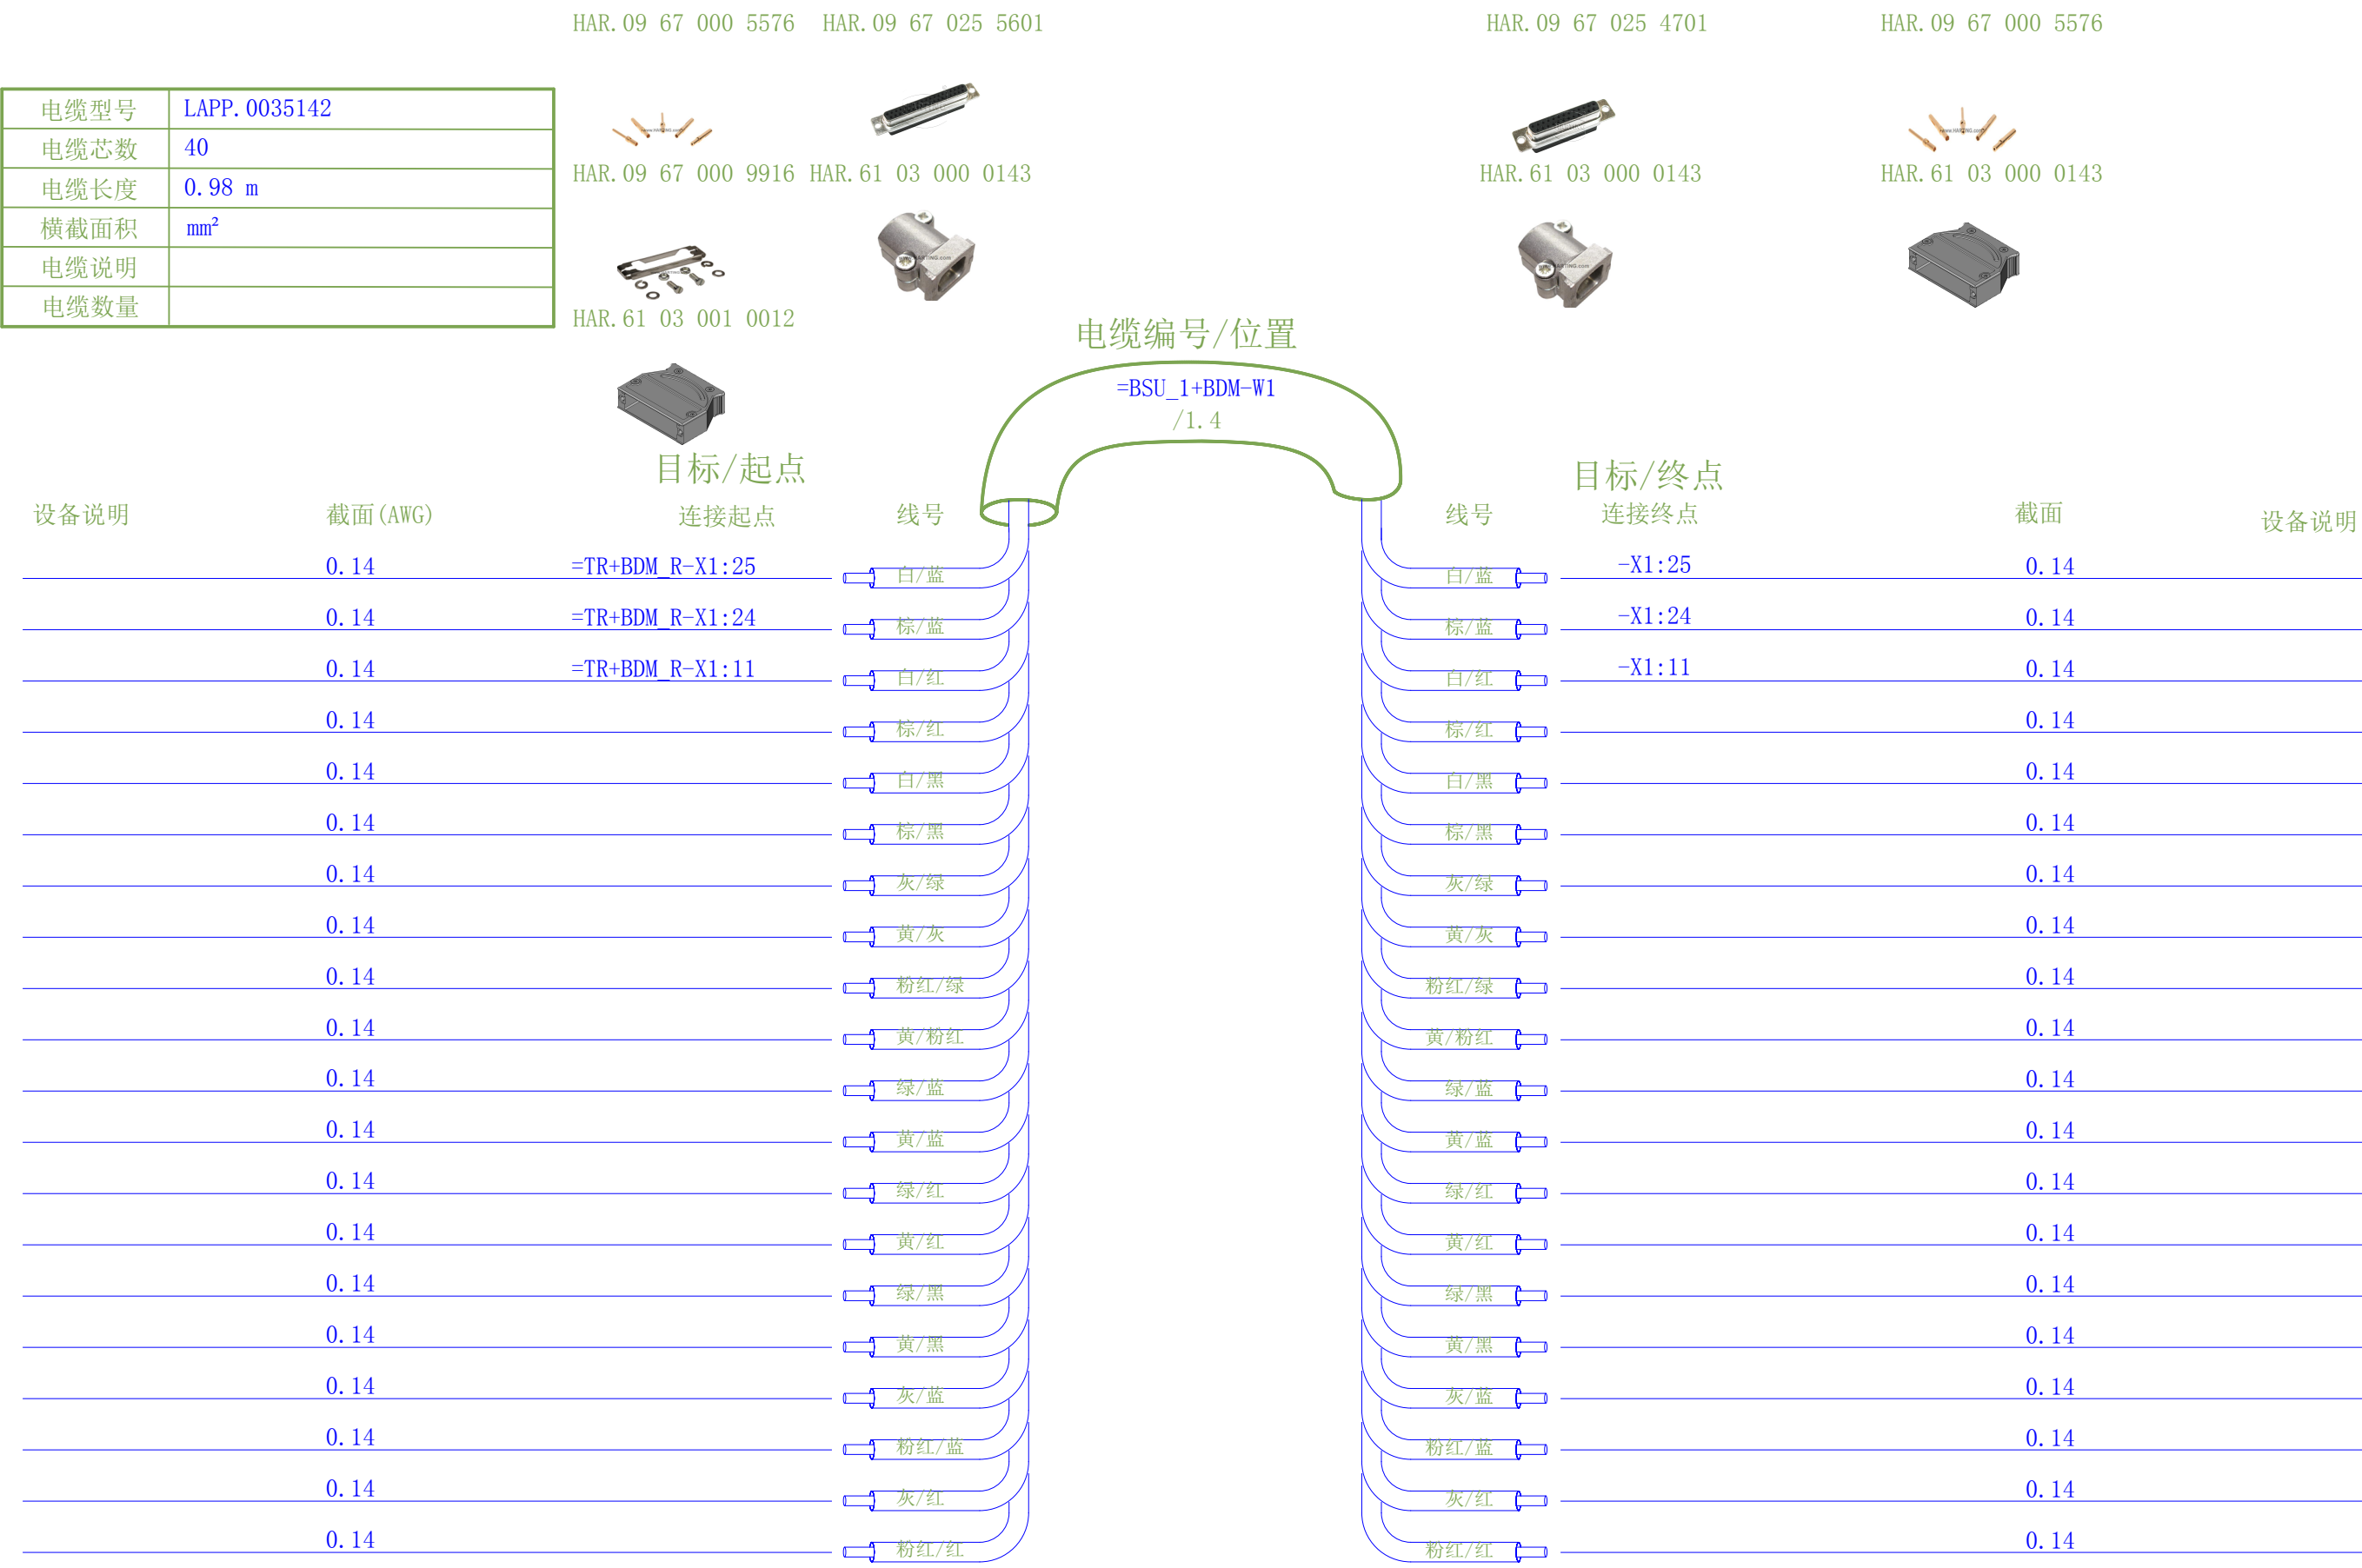 HAR.09 67 000 5576 HAR.09 67 025 5601 HAR.09 67 025 4701 HAR.09 67 000 5576
电缆型号 LAPP.0035142
电缆芯数 40
电缆长度 0.98 m
横截面积 mm²
电缆说明
电缆数量
HAR.09 67 000 9916 HAR.61 03 000 0143 HAR.61 03 000 0143 HAR.61 03 000 0143
HAR.61 03 001 0012
电缆编号/位置
=BSU_1+BDM-W1
/1.4
目标/起点 目标/终点
设备说明 截面(AWG) 连接起点 线号 线号 连接终点 截面 设备说明
0.14 =TR+BDM_R-X1:25 白/蓝 白/蓝 -X1:25 0.14
0.14 =TR+BDM_R-X1:24 棕/蓝 棕/蓝 -X1:24 0.14
0.14 =TR+BDM_R-X1:11 白/红 白/红 -X1:11 0.14
0.14 棕/红 棕/红 0.14
0.14 白/黑 白/黑 0.14
0.14 棕/黑 棕/黑 0.14
0.14 灰/绿 灰/绿 0.14
0.14 黄/灰 黄/灰 0.14
0.14 粉红/绿 粉红/绿 0.14
0.14 黄/粉红 黄/粉红 0.14
0.14 绿/蓝 绿/蓝 0.14
0.14 黄/蓝 黄/蓝 0.14
0.14 绿/红 绿/红 0.14
0.14 黄/红 黄/红 0.14
0.14 绿/黑 绿/黑 0.14
0.14 黄/黑 黄/黑 0.14
0.14 灰/蓝 灰/蓝 0.14
0.14 粉红/蓝 粉红/蓝 0.14
0.14 灰/红 灰/红 0.14
0.14 粉红/红 粉红/红 0.14